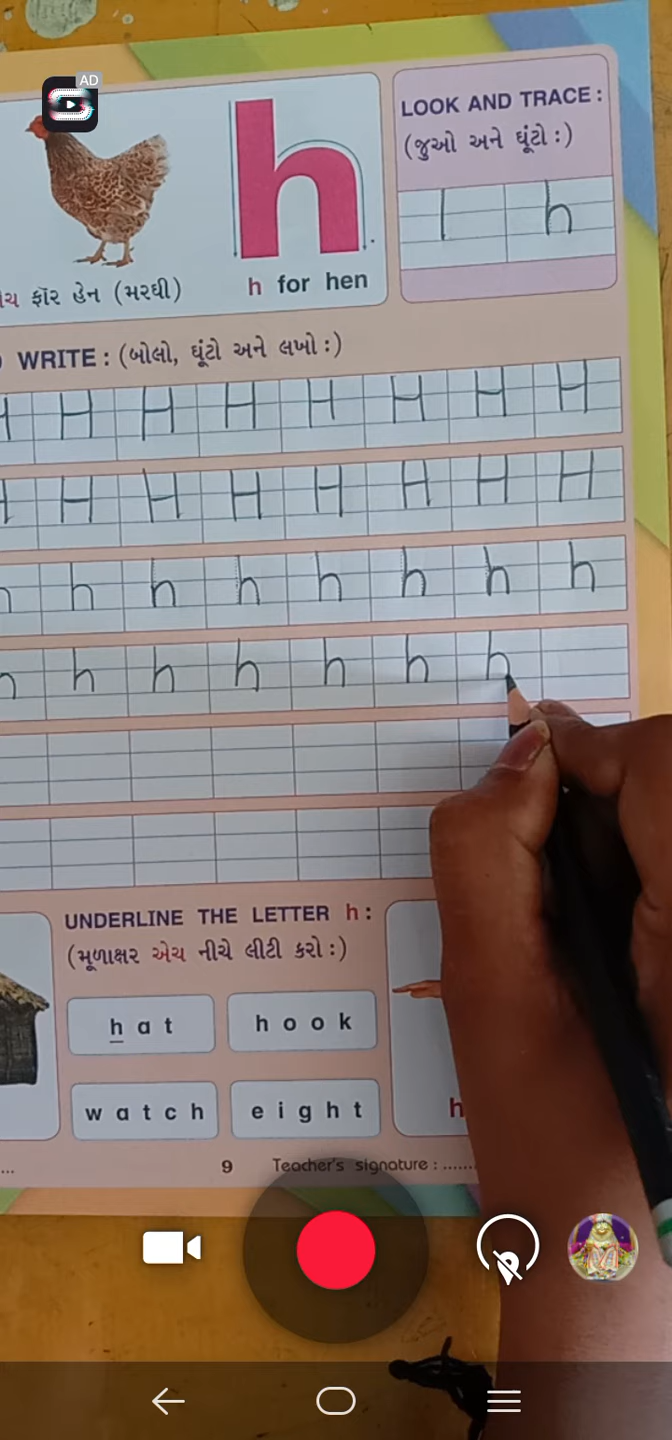 AD
LOOK AND TRACE :
(જુઓ અને ઘૂંટો :)
l h
h
ફૉર હેન (મરઘી)
h for hen
WRITE : (બોલો, ઘૂંટો અને લખો :)
H H H H H H H H
H H H H H H H H
h h h h h h h h
h h h h h h h
UNDERLINE THE LETTER h :
(મૂળાક્ષર એચ નીચે લીટી કરો :)
h a t
h o o k
w a t c h
e i g h t
h
9 Teacher's signature : ......